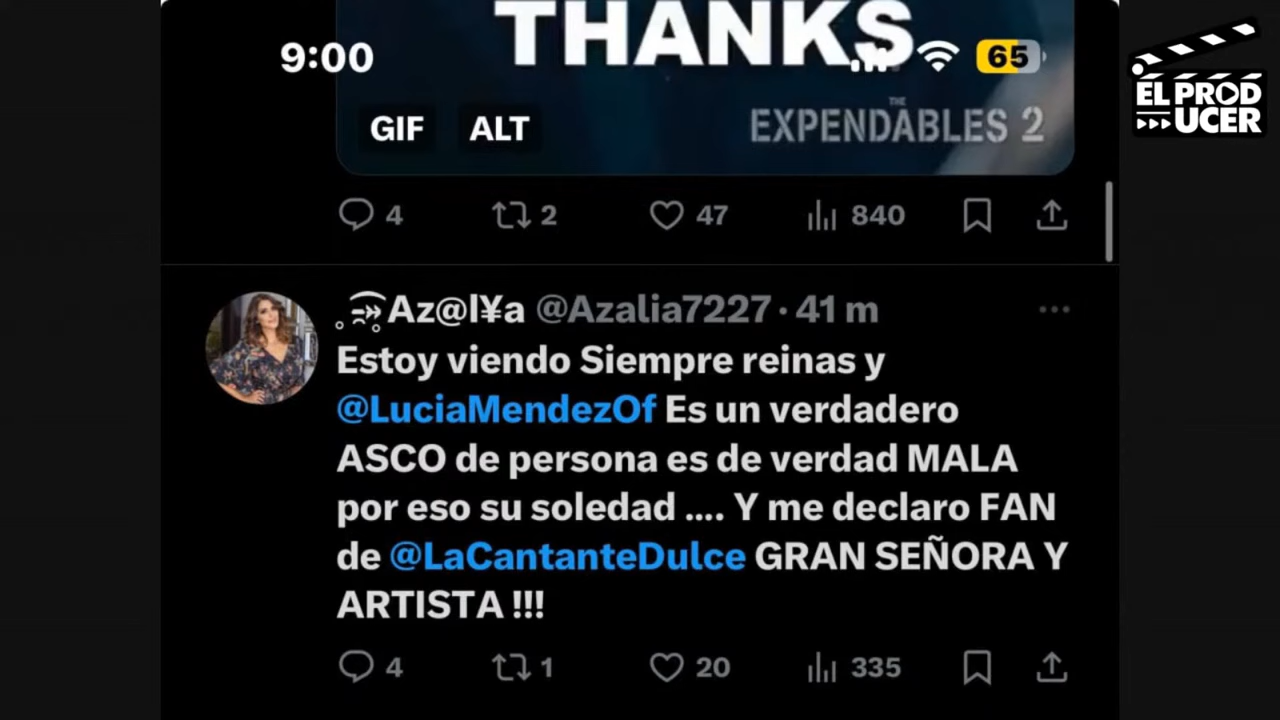 THANKS
9:00
65
EL PROD
UCER
GIF
ALT
THE
EXPENDABLES 2
4
2
47
840
Az@l¥a @Azalia7227 · 41 m
Estoy viendo Siempre reinas y
@LuciaMendezOf Es un verdadero
ASCO de persona es de verdad MALA
por eso su soledad .... Y me declaro FAN
de @LaCantanteDulce GRAN SEÑORA Y
ARTISTA !!!
4
1
20
335